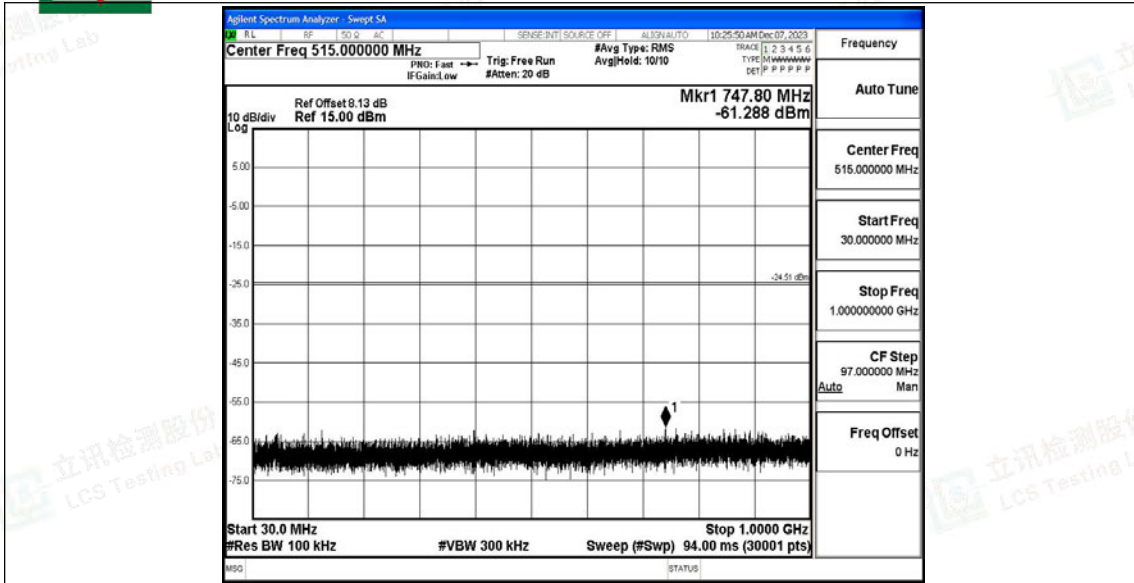 Agilent Spectrum Analyzer - Swept SA
RL RF 50 Ω AC SENSE:INT SOURCE OFF ALIGN AUTO 10:25:50 AM Dec 07, 2023
Center Freq 515.000000 MHz
PNO: Fast
IFGain:Low
Trig: Free Run
#Atten: 20 dB
#Avg Type: RMS
Avg|Hold: 10/10
TRACE 1 2 3 4 5 6
TYPE M W W W W W
DET P P P P P P
Mkr1 747.80 MHz
-61.288 dBm
Ref Offset 8.13 dB
Ref 15.00 dBm
10 dB/div
Log
5.00
-5.00
-15.0
-25.0
-35.0
-45.0
-55.0
-65.0
-75.0
-24.51 dBm
1
Start 30.0 MHz
Stop 1.0000 GHz
#Res BW 100 kHz
#VBW 300 kHz
Sweep (#Swp) 94.00 ms (30001 pts)
MSG
STATUS
Frequency
Auto Tune
Center Freq
515.000000 MHz
Start Freq
30.000000 MHz
Stop Freq
1.000000000 GHz
CF Step
97.000000 MHz
Auto Man
Freq Offset
0 Hz
立讯检测股份
LCS Testing Lab
立讯检测股份
LCS Testing L